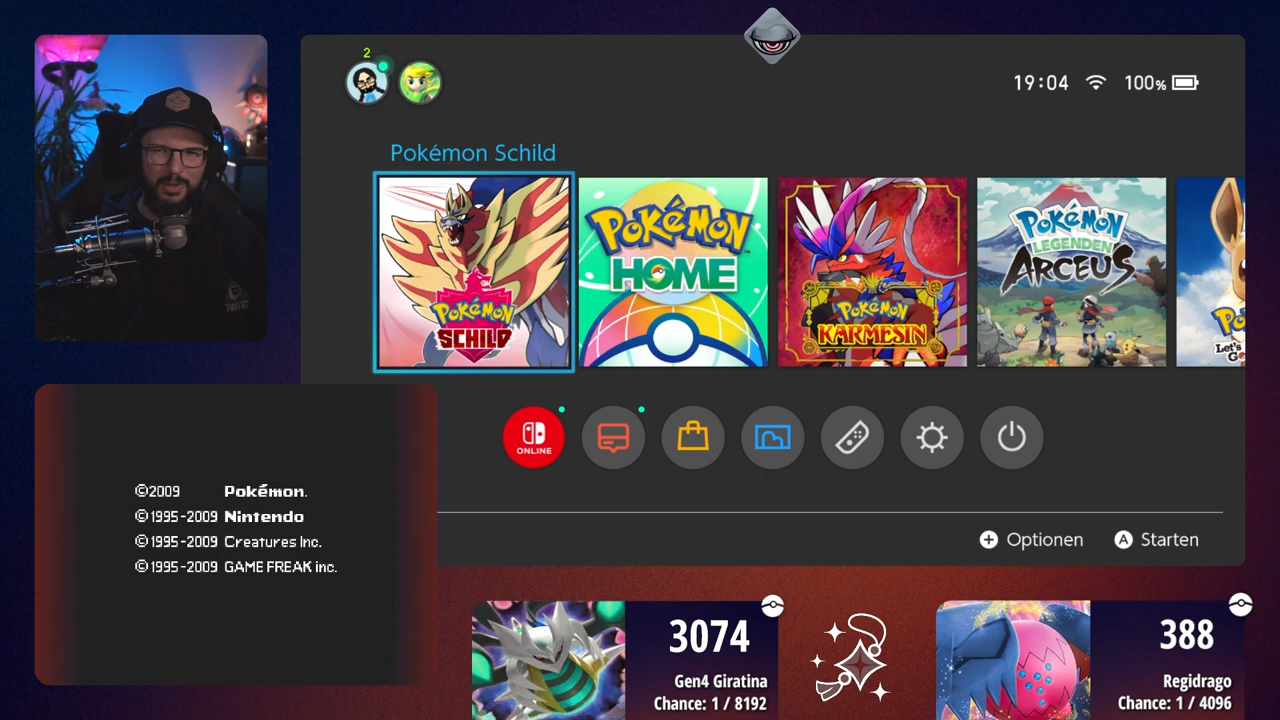 2
19:04
100%
Pokémon Schild
POKÉMON
SCHILD
POKÉMON
HOME
POKÉMON
KARMESIN
POKÉMON
LEGENDEN
ARCEUS
Let's
ONLINE
©2009 Pokémon.
©1995-2009 Nintendo
©1995-2009 Creatures Inc.
©1995-2009 GAME FREAK inc.
+ Optionen
A Starten
3074
Gen4 Giratina
Chance: 1 / 8192
388
Regidrago
Chance: 1 / 4096